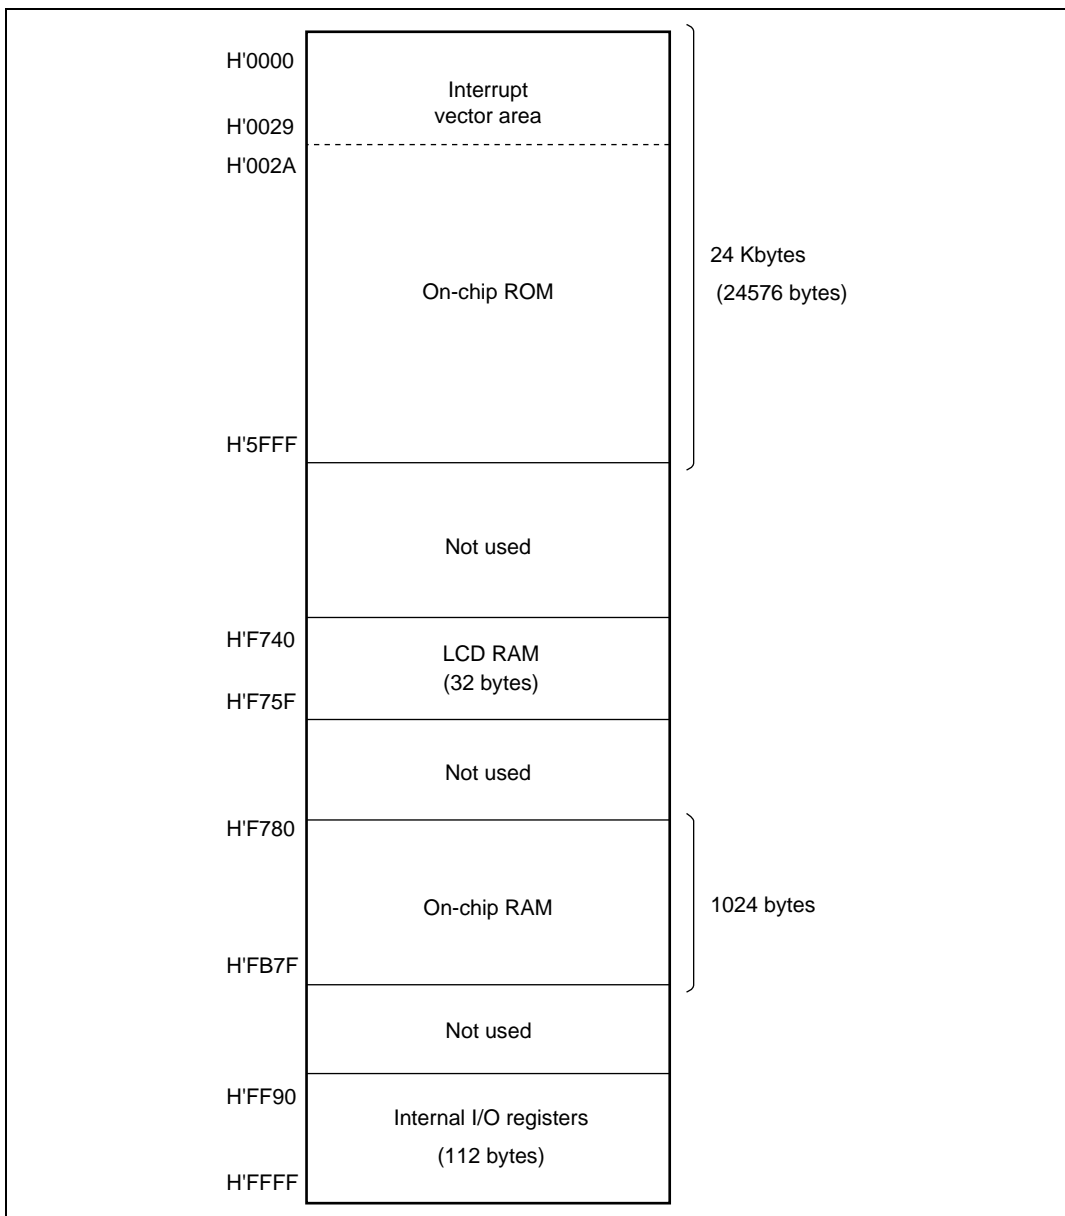 H'0000
Interrupt
vector area
H'0029
H'002A
24 Kbytes
(24576 bytes)
On-chip ROM
H'5FFF
Not used
H'F740
LCD RAM
(32 bytes)
H'F75F
Not used
H'F780
On-chip RAM
1024 bytes
H'FB7F
Not used
H'FF90
Internal I/O registers
(112 bytes)
H'FFFF